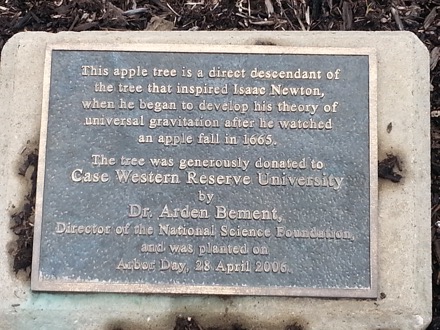 This apple tree is a direct descendant of
the tree that inspired Isaac Newton,
when he began to develop his theory of
universal gravitation after he watched
an apple fall in 1665.
The tree was generously donated to
Case Western Reserve University
by
Dr. Arden Bement,
Director of the National Science Foundation,
and was planted on
Arbor Day, 28 April 2006.